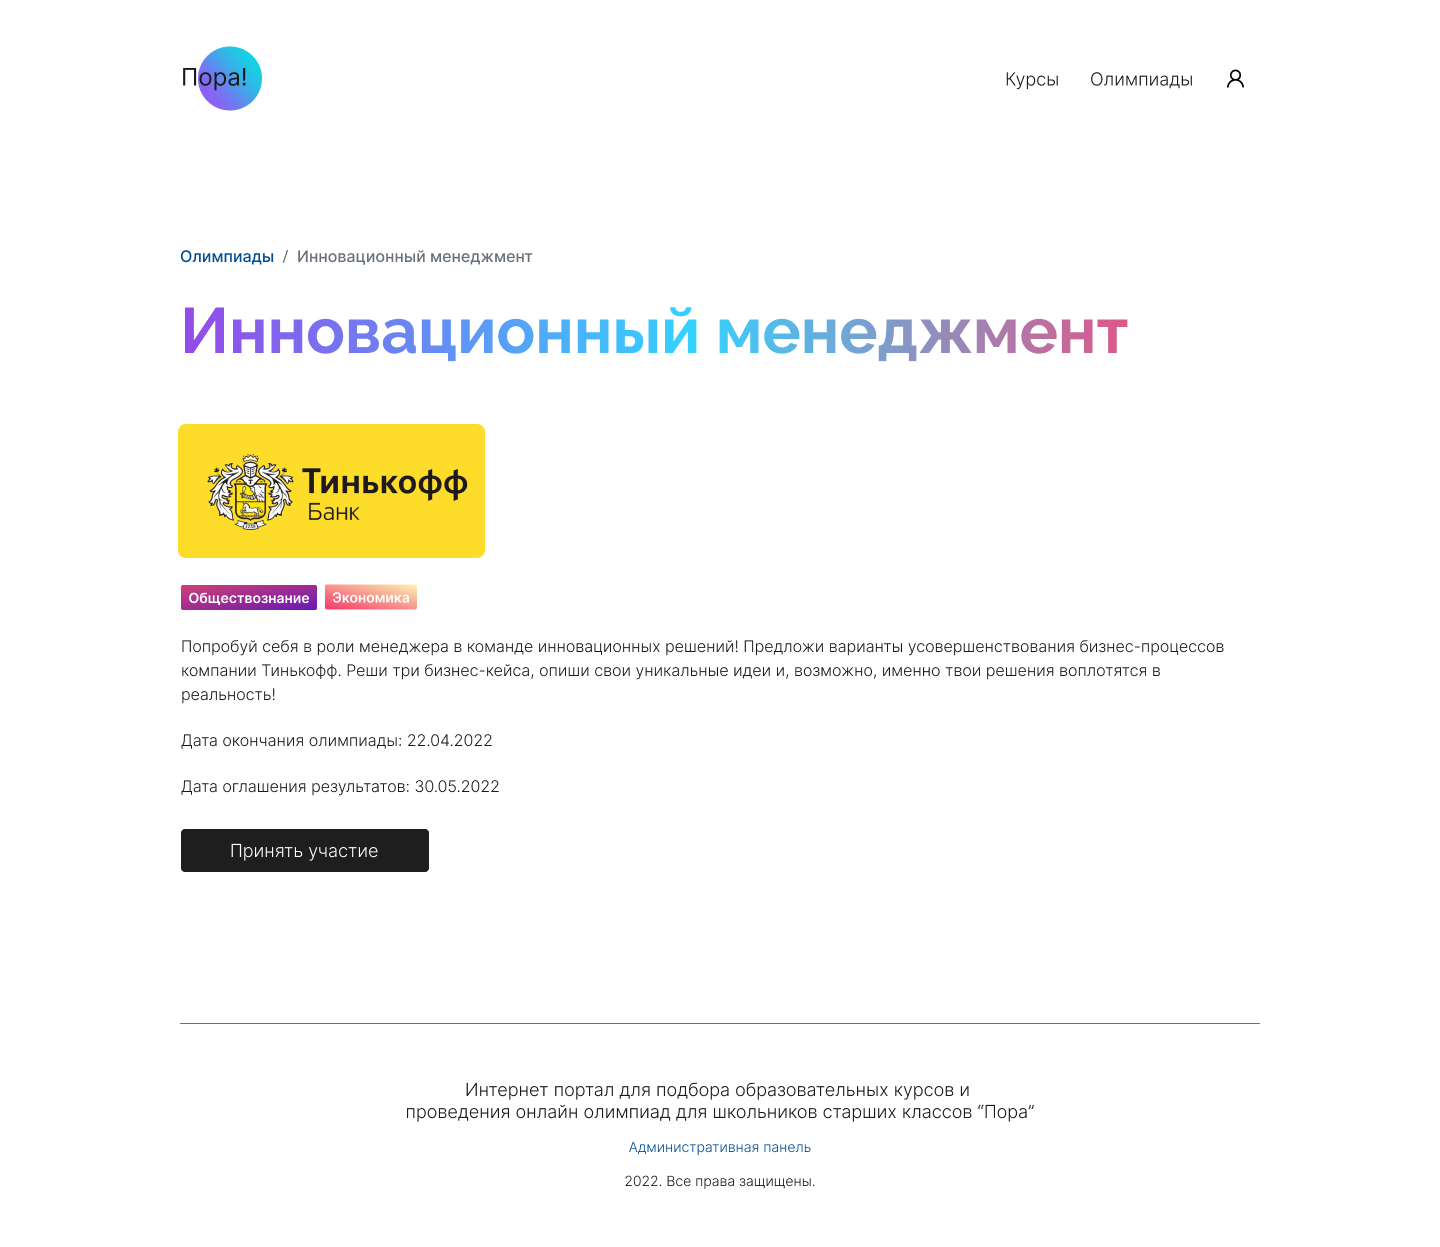 Пора!
Курсы Олимпиады
Олимпиады / Инновационный менеджмент
Инновационный менеджмент
Тинькофф
Банк
Обществознание Экономика
Попробуй себя в роли менеджера в команде инновационных решений! Предложи варианты усовершенствования бизнес-процессов
компании Тинькофф. Реши три бизнес-кейса, опиши свои уникальные идеи и, возможно, именно твои решения воплотятся в
реальность!
Дата окончания олимпиады: 22.04.2022
Дата оглашения результатов: 30.05.2022
Принять участие
Интернет портал для подбора образовательных курсов и
проведения онлайн олимпиад для школьников старших классов “Пора”
Административная панель
2022. Все права защищены.